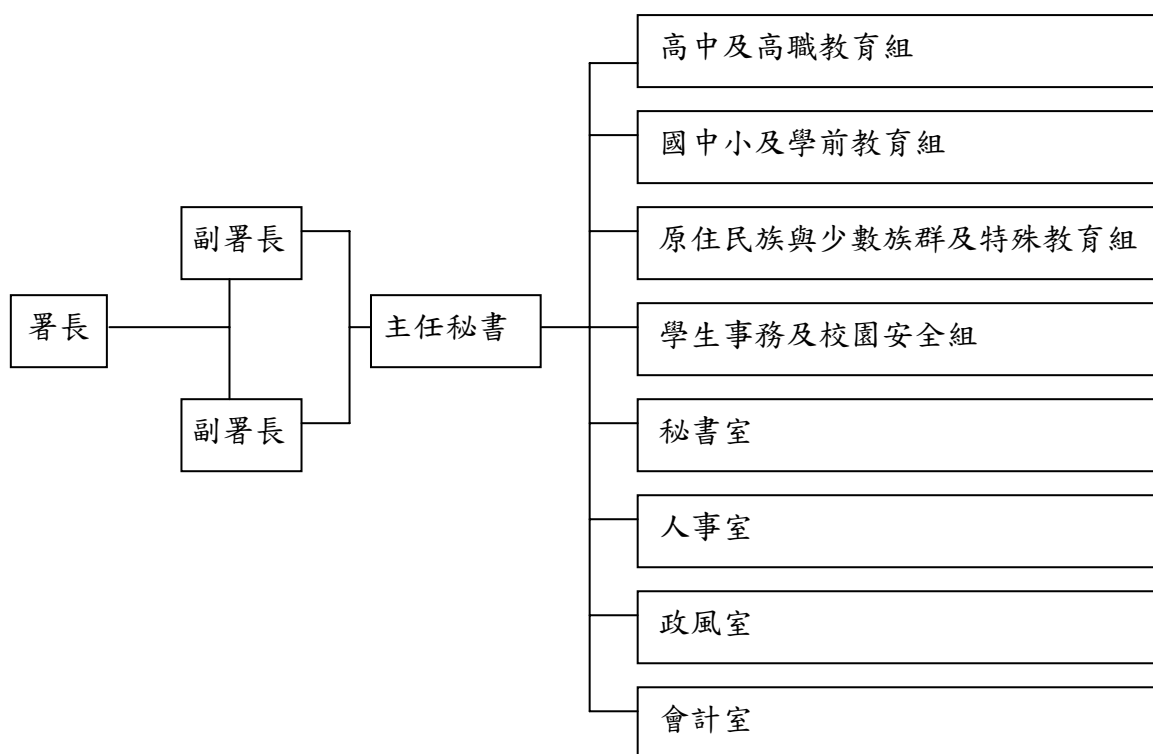 高中及高職教育組
國中小及學前教育組
副署長
原住民族與少數族群及特殊教育組
署長
主任秘書
學生事務及校園安全組
副署長
秘書室
人事室
政風室
會計室